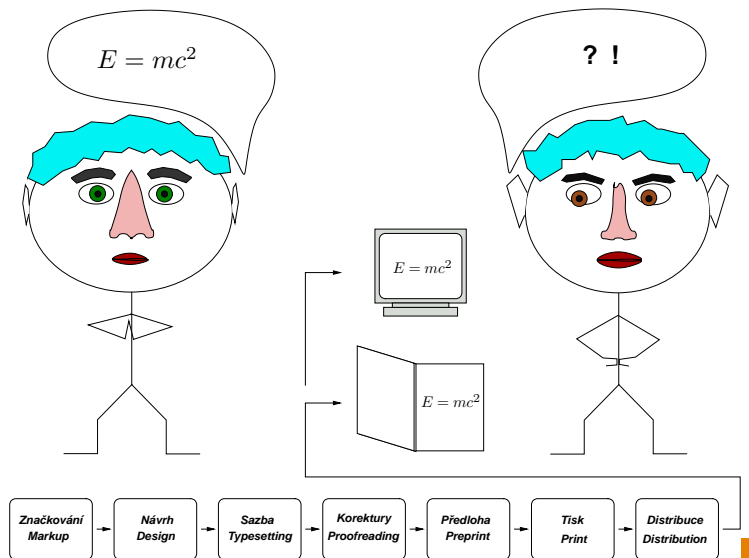 E = mc²
? !
E = mc²
E = mc²
Značkování
Markup
Návrh
Design
Sazba
Typesetting
Korektury
Proofreading
Předloha
Preprint
Tisk
Print
Distribuce
Distribution